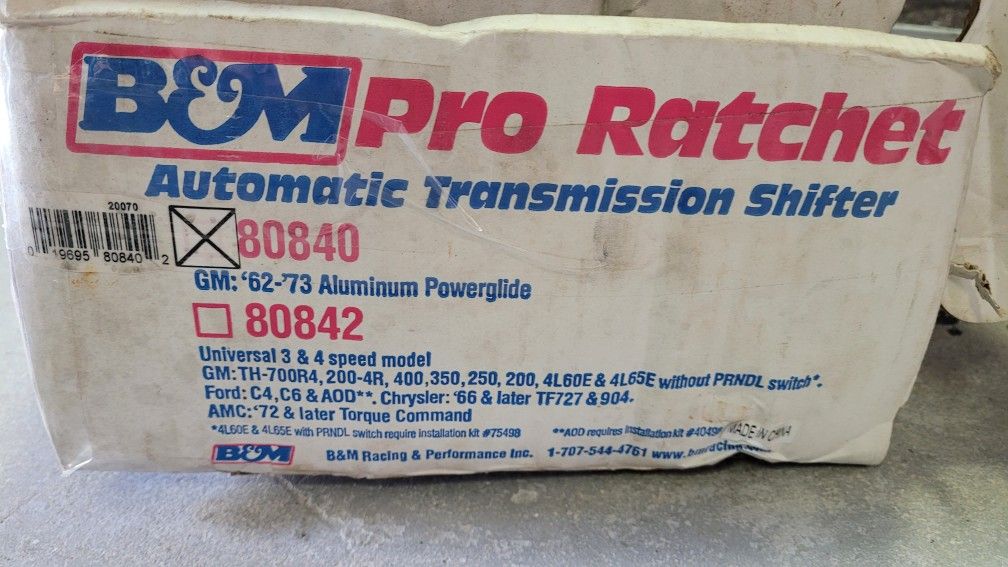 B&M Pro Ratchet
Automatic Transmission Shifter
20070
0 19695 80840 2
80840
GM: '62-'73 Aluminum Powerglide
80842
Universal 3 & 4 speed model
GM: TH-700R4, 200-4R, 400, 350, 250, 200, 4L60E & 4L65E without PRNDL switch*.
Ford: C4, C6 & AOD**. Chrysler: '66 & later TF727 & 904.
AMC: '72 & later Torque Command
*4L60E & 4L65E with PRNDL switch require installation kit #75498 **AOD requires installation kit
MADE IN CHINA
B&M B&M Racing & Performance Inc. 1-707-544-4761